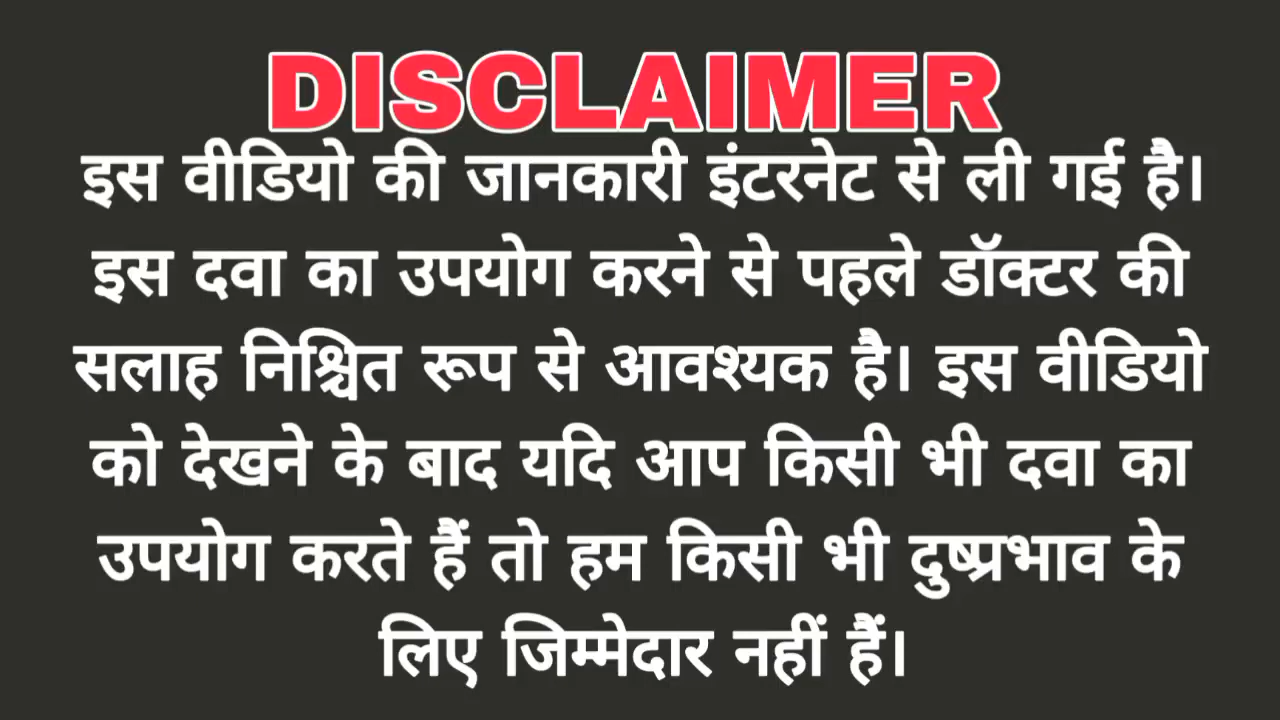 DISCLAIMER
इस वीडियो की जानकारी इंटरनेट से ली गई है।
इस दवा का उपयोग करने से पहले डॉक्टर की
सलाह निश्चित रूप से आवश्यक है। इस वीडियो
को देखने के बाद यदि आप किसी भी दवा का
उपयोग करते हैं तो हम किसी भी दुष्प्रभाव के
लिए जिम्मेदार नहीं हैं।